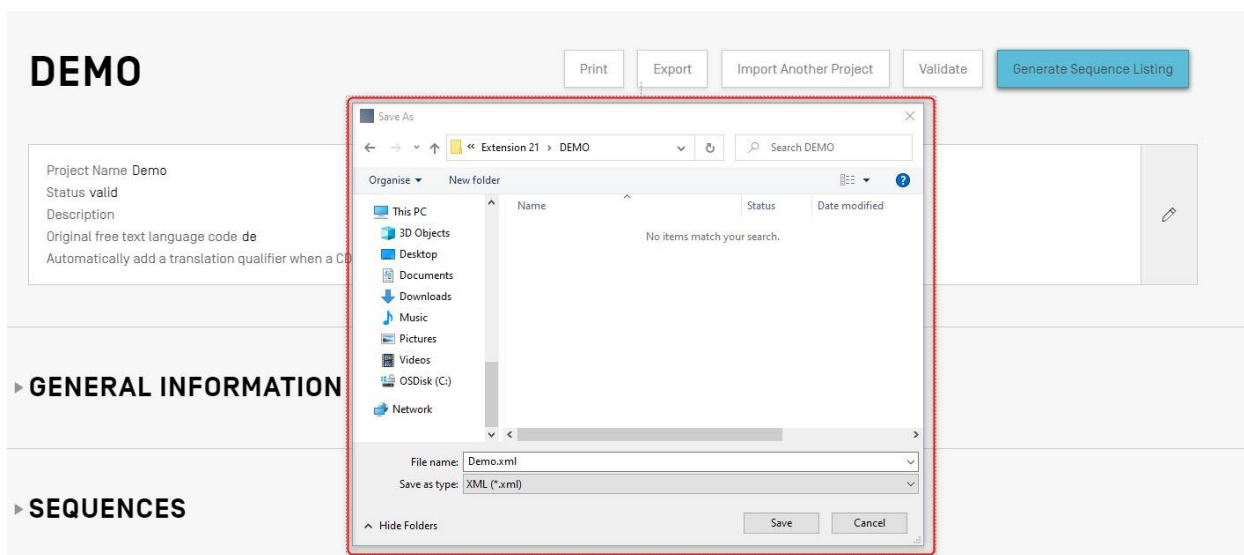 DEMO
Print
Export
Import Another Project
Validate
Generate Sequence Listing
Project Name Demo
Status valid
Description
Original free text language code de
Automatically add a translation qualifier when a CD
Save As
« Extension 21 › DEMO
Search DEMO
Organise
New folder
This PC
3D Objects
Desktop
Documents
Downloads
Music
Pictures
Videos
OSDisk (C:)
Network
Name
Status
Date modified
No items match your search.
File name: Demo.xml
Save as type: XML (*.xml)
Hide Folders
Save
Cancel
GENERAL INFORMATION
SEQUENCES